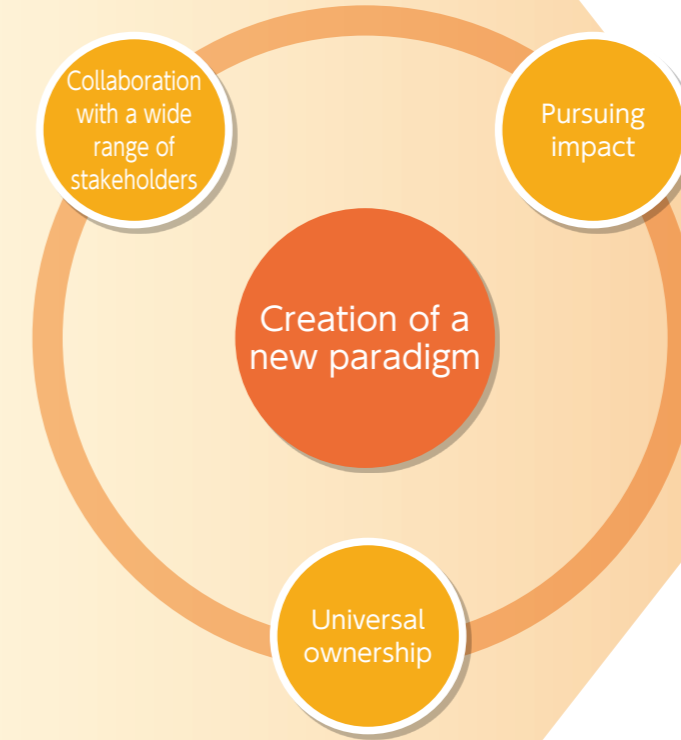 Collaboration
with a wide
range of
stakeholders
Pursuing
impact
Creation of a
new paradigm
Universal
ownership